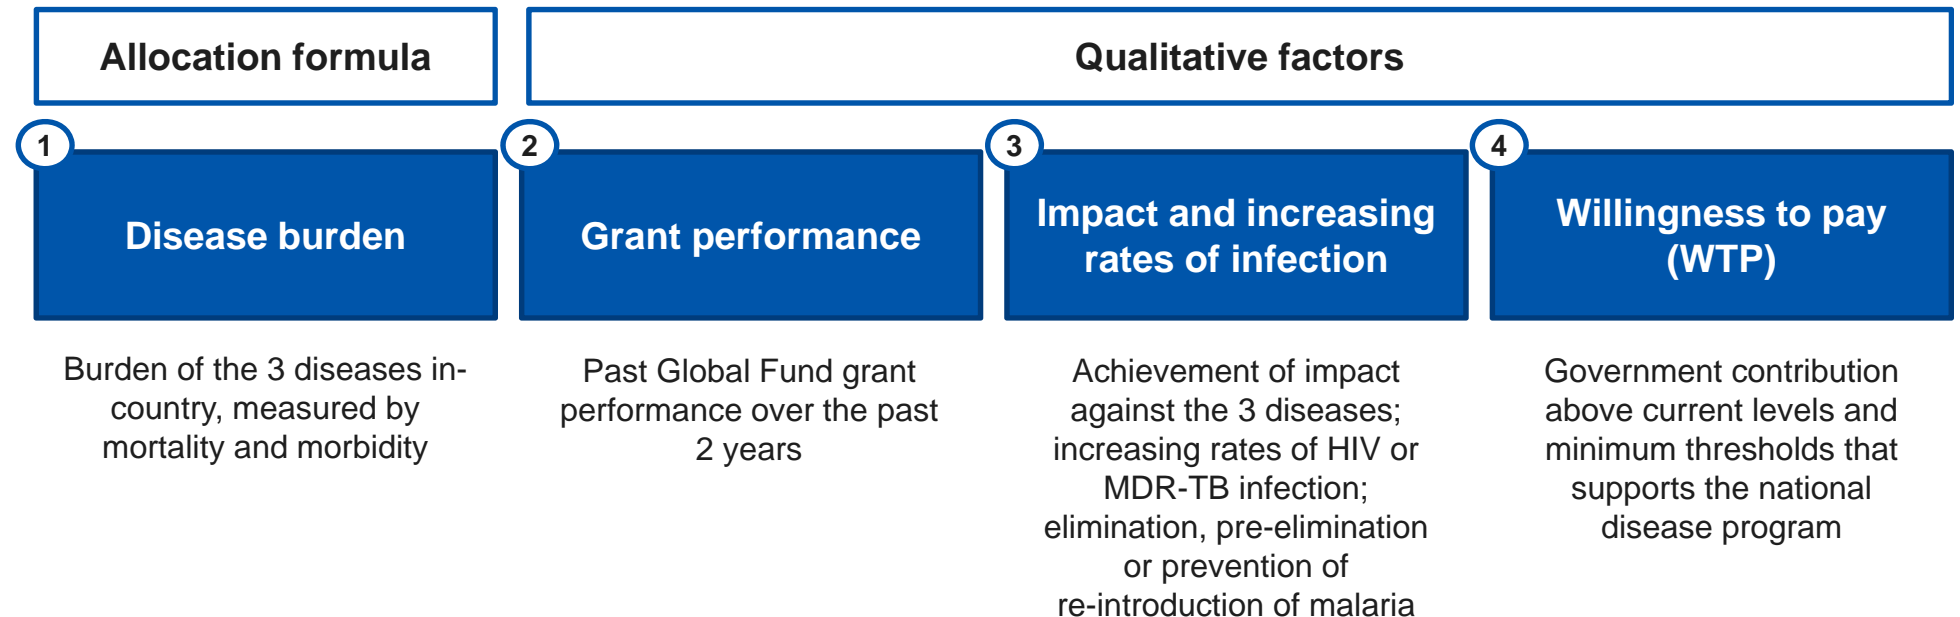 Allocation formula
Qualitative factors
1
Disease burden
Burden of the 3 diseases in-
country, measured by
mortality and morbidity
2
Grant performance
Past Global Fund grant
performance over the past
2 years
3
Impact and increasing
rates of infection
Achievement of impact
against the 3 diseases;
increasing rates of HIV or
MDR-TB infection;
elimination, pre-elimination
or prevention of
re-introduction of malaria
4
Willingness to pay
(WTP)
Government contribution
above current levels and
minimum thresholds that
supports the national
disease program